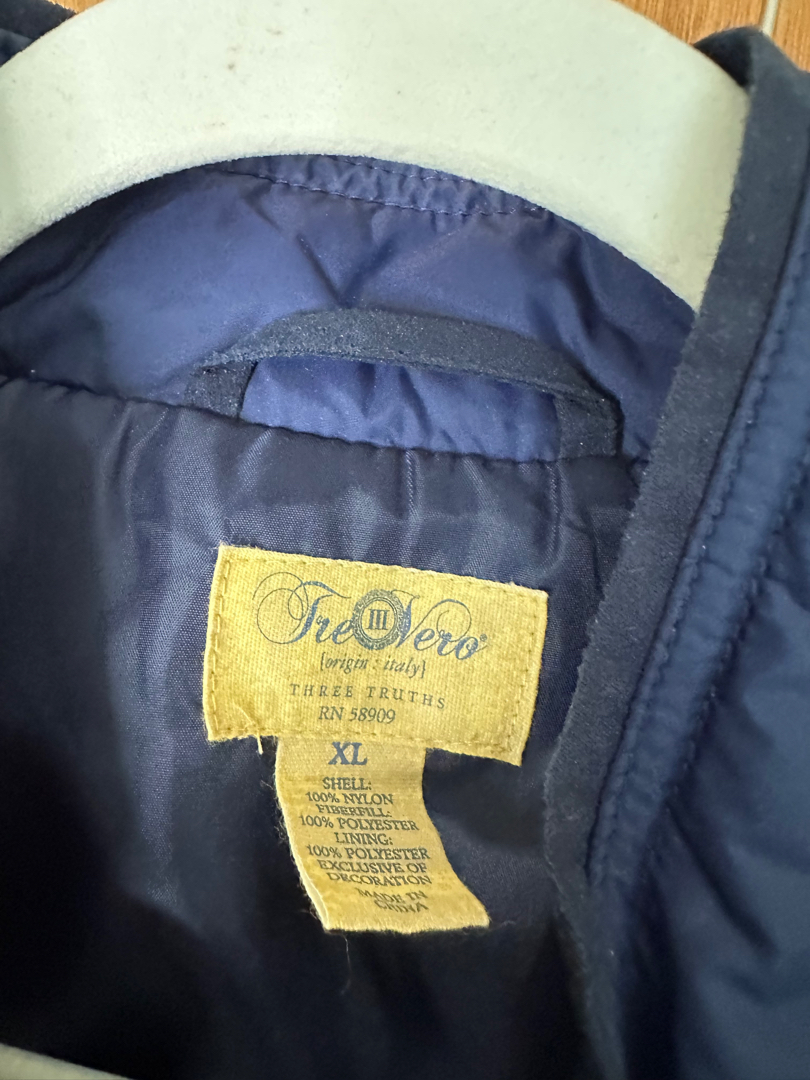 Tre III Vero®
{origin : italy}
THREE TRUTHS
RN 58909
XL
SHELL:
100% NYLON
FIBERFILL:
100% POLYESTER
LINING:
100% POLYESTER
EXCLUSIVE OF
DECORATION
MADE IN
CHINA